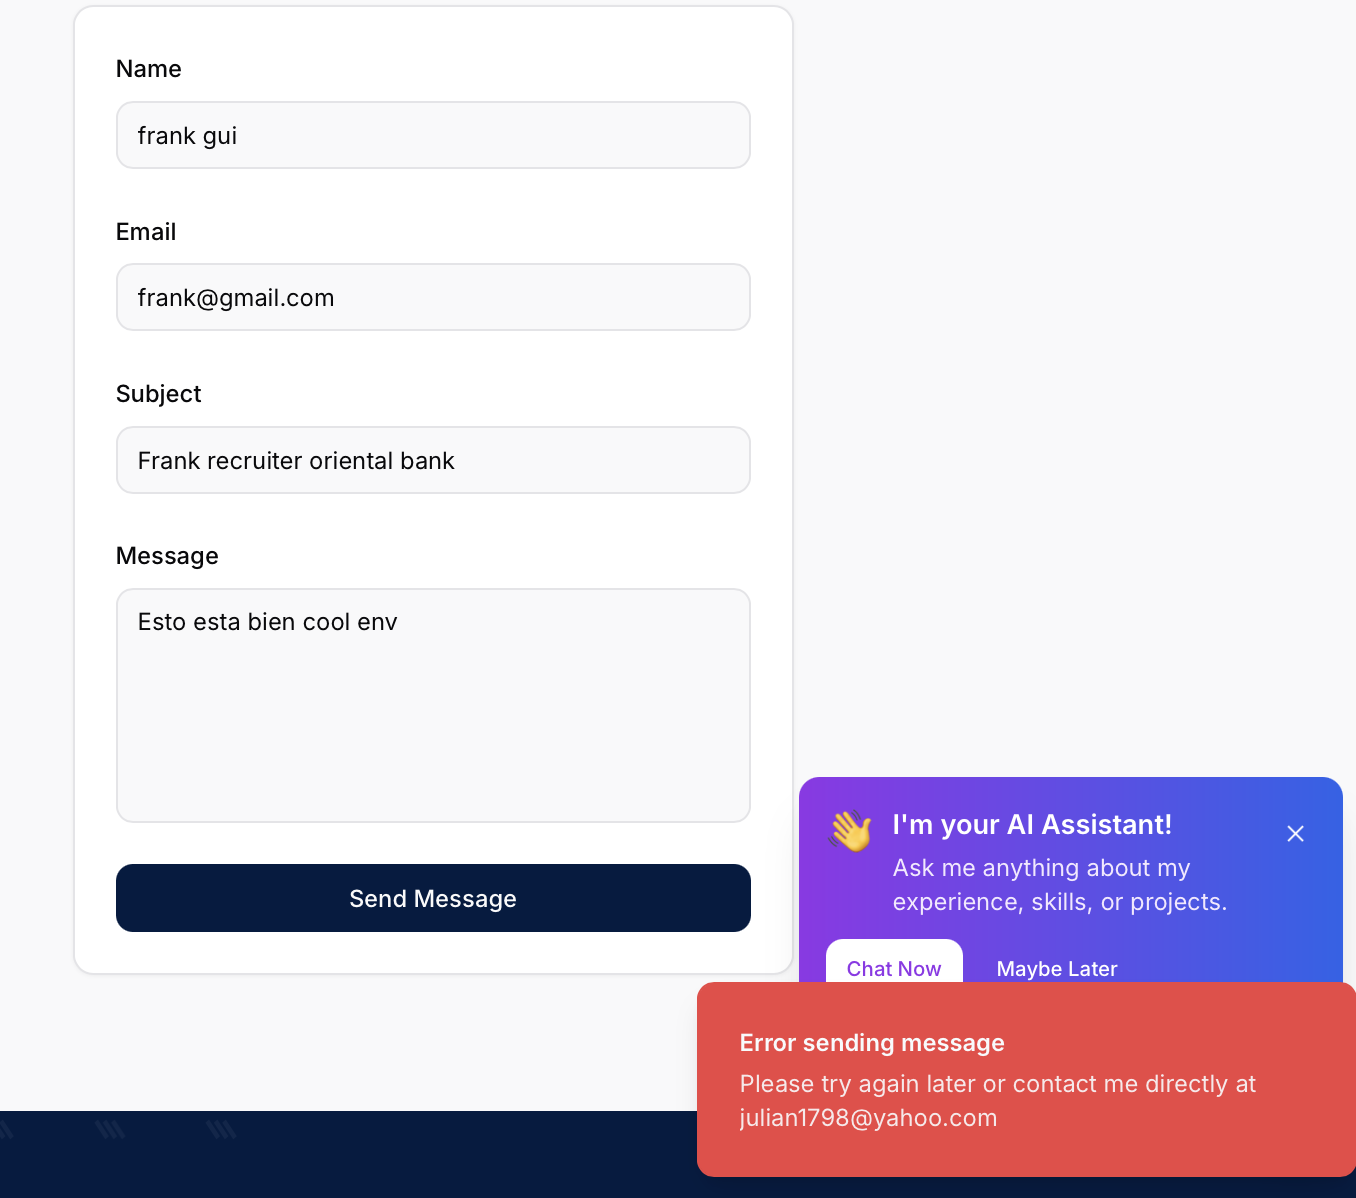 Name
frank gui
Email
frank@gmail.com
Subject
Frank recruiter oriental bank
Message
Esto esta bien cool env
Send Message
I'm your AI Assistant!
Ask me anything about my
experience, skills, or projects.
Chat Now
Maybe Later
Error sending message
Please try again later or contact me directly at
julian1798@yahoo.com